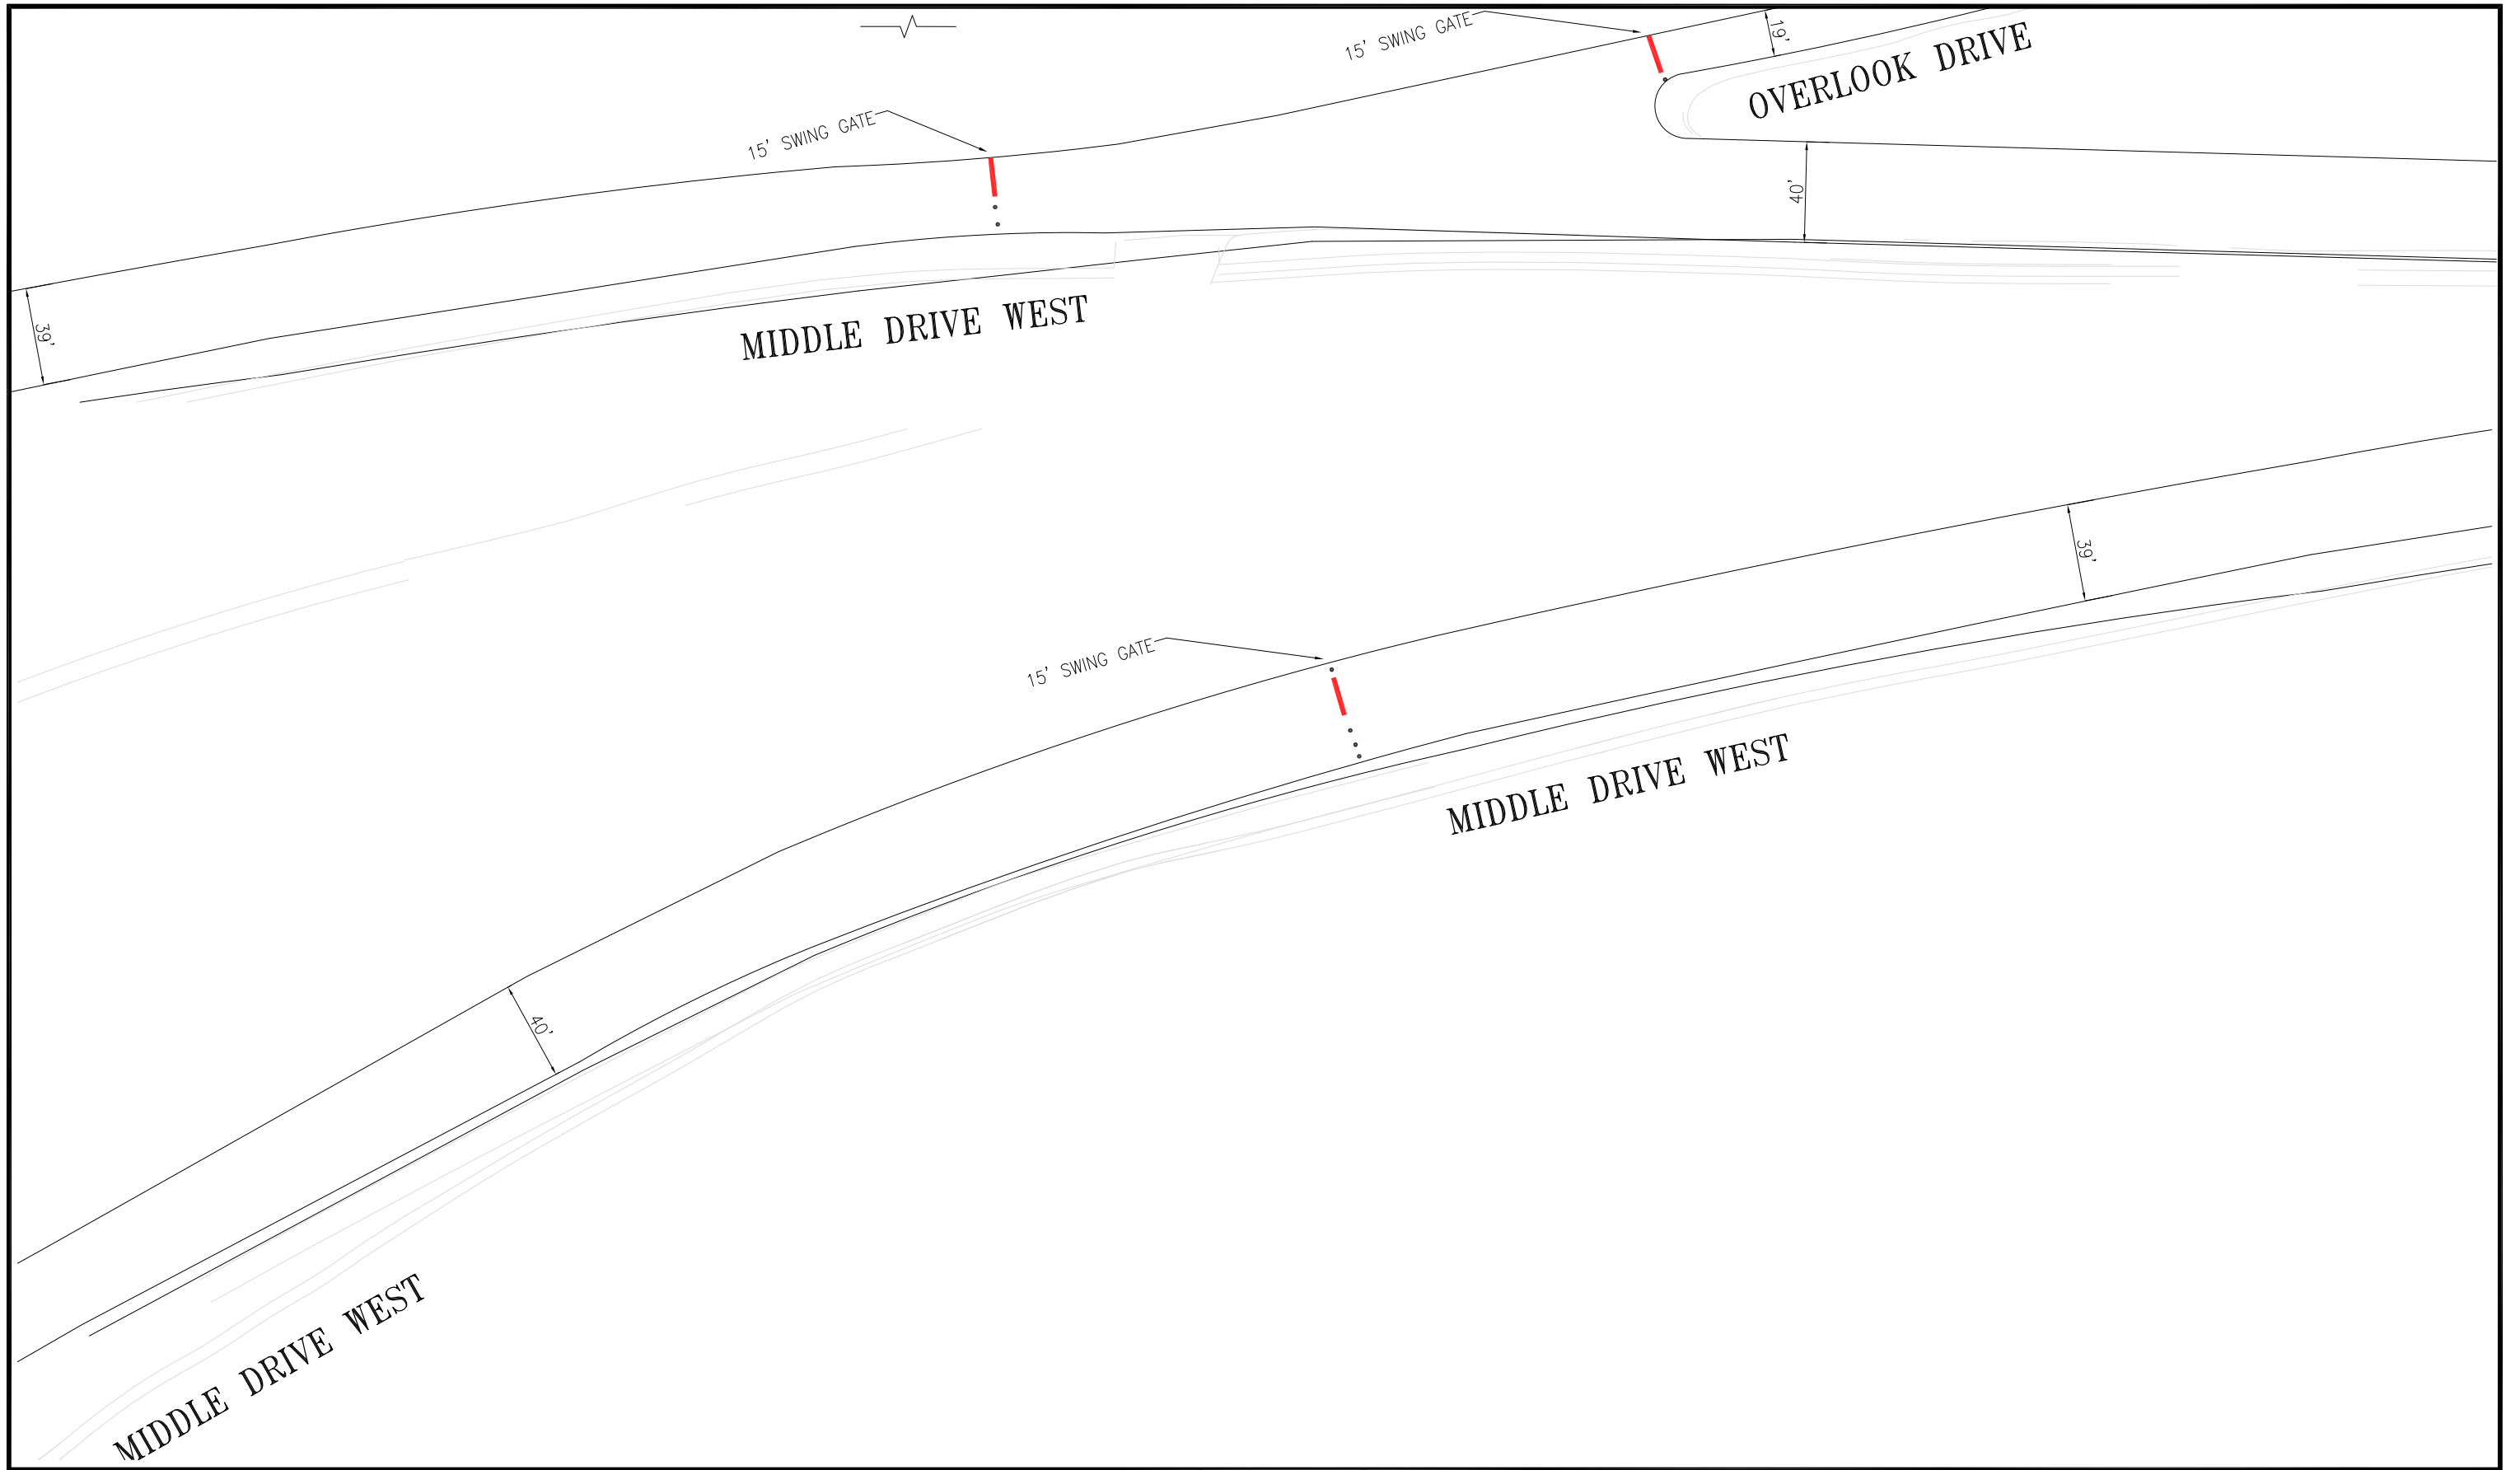 15' SWING GATE
19'
OVERLOOK DRIVE
15' SWING GATE
40'
39'
MIDDLE DRIVE WEST
39'
15' SWING GATE
MIDDLE DRIVE WEST
40'
MIDDLE DRIVE WEST